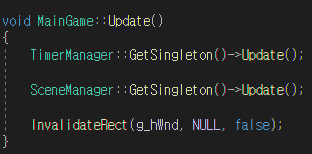 void MainGame::Update()
{
TimerManager::GetSingleton()->Update();
SceneManager::GetSingleton()->Update();
InvalidateRect(g_hWnd, NULL, false);
}